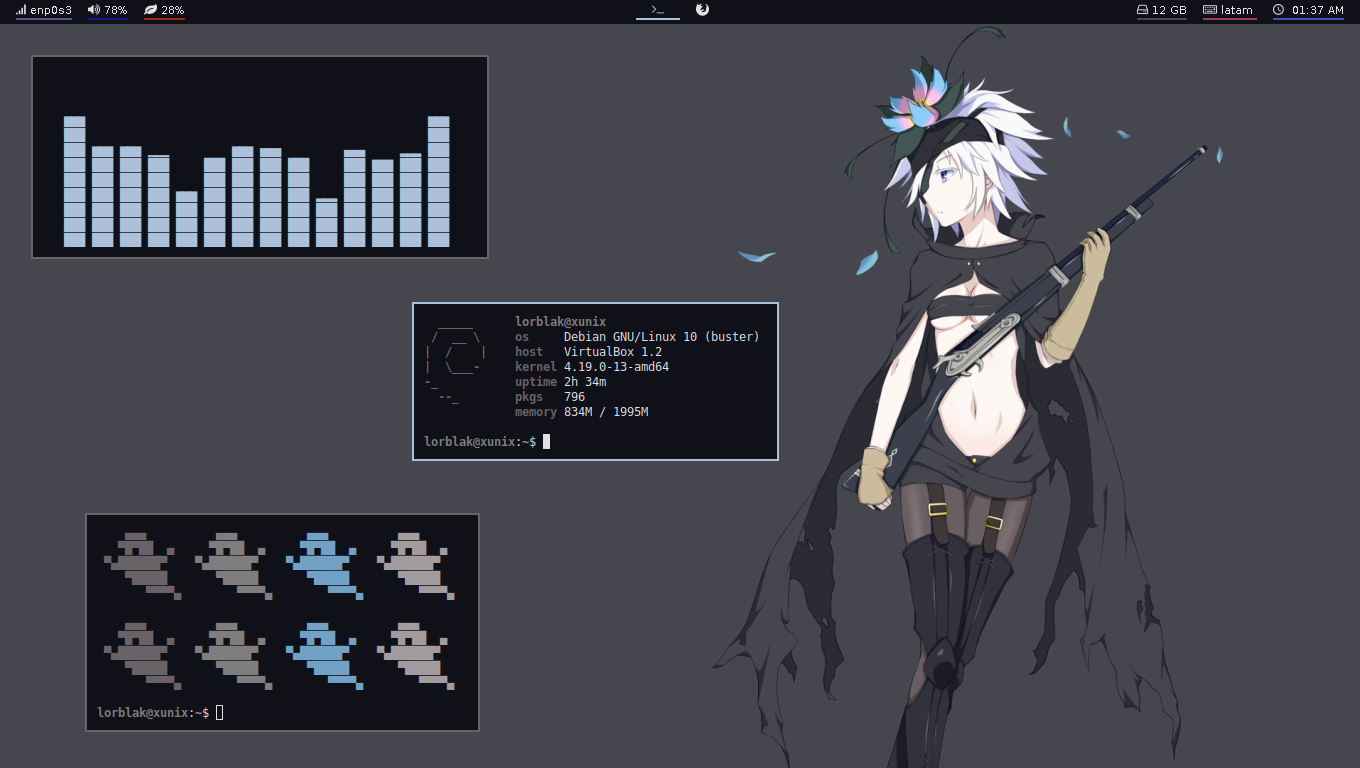 enp0s3 78% 28% >_ 12 GB latam 01:37 AM
lorblak@xunix
os Debian GNU/Linux 10 (buster)
host VirtualBox 1.2
kernel 4.19.0-13-amd64
uptime 2h 34m
pkgs 796
memory 834M / 1995M
lorblak@xunix:~$
lorblak@xunix:~$